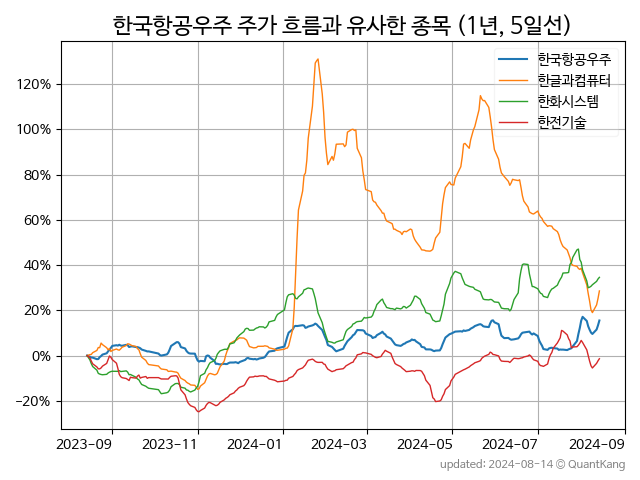 한국항공우주 주가 흐름과 유사한 종목 (1년, 5일선)
한국항공우주
한글과컴퓨터
한화시스템
한전기술
120%
100%
80%
60%
40%
20%
0%
−20%
2023-09
2023-11
2024-01
2024-03
2024-05
2024-07
2024-09
updated: 2024-08-14 © QuantKang